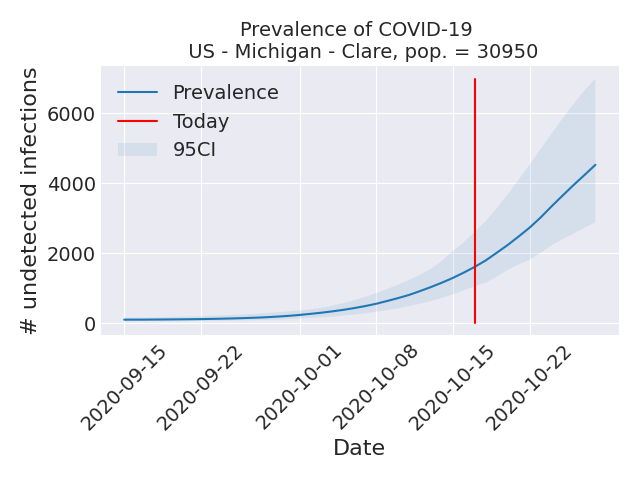 Prevalence of COVID-19
US - Michigan - Clare, pop. = 30950
# undetected infections
6000
4000
2000
0
Prevalence
Today
95CI
2020-09-15
2020-09-22
2020-10-01
2020-10-08
2020-10-15
2020-10-22
Date